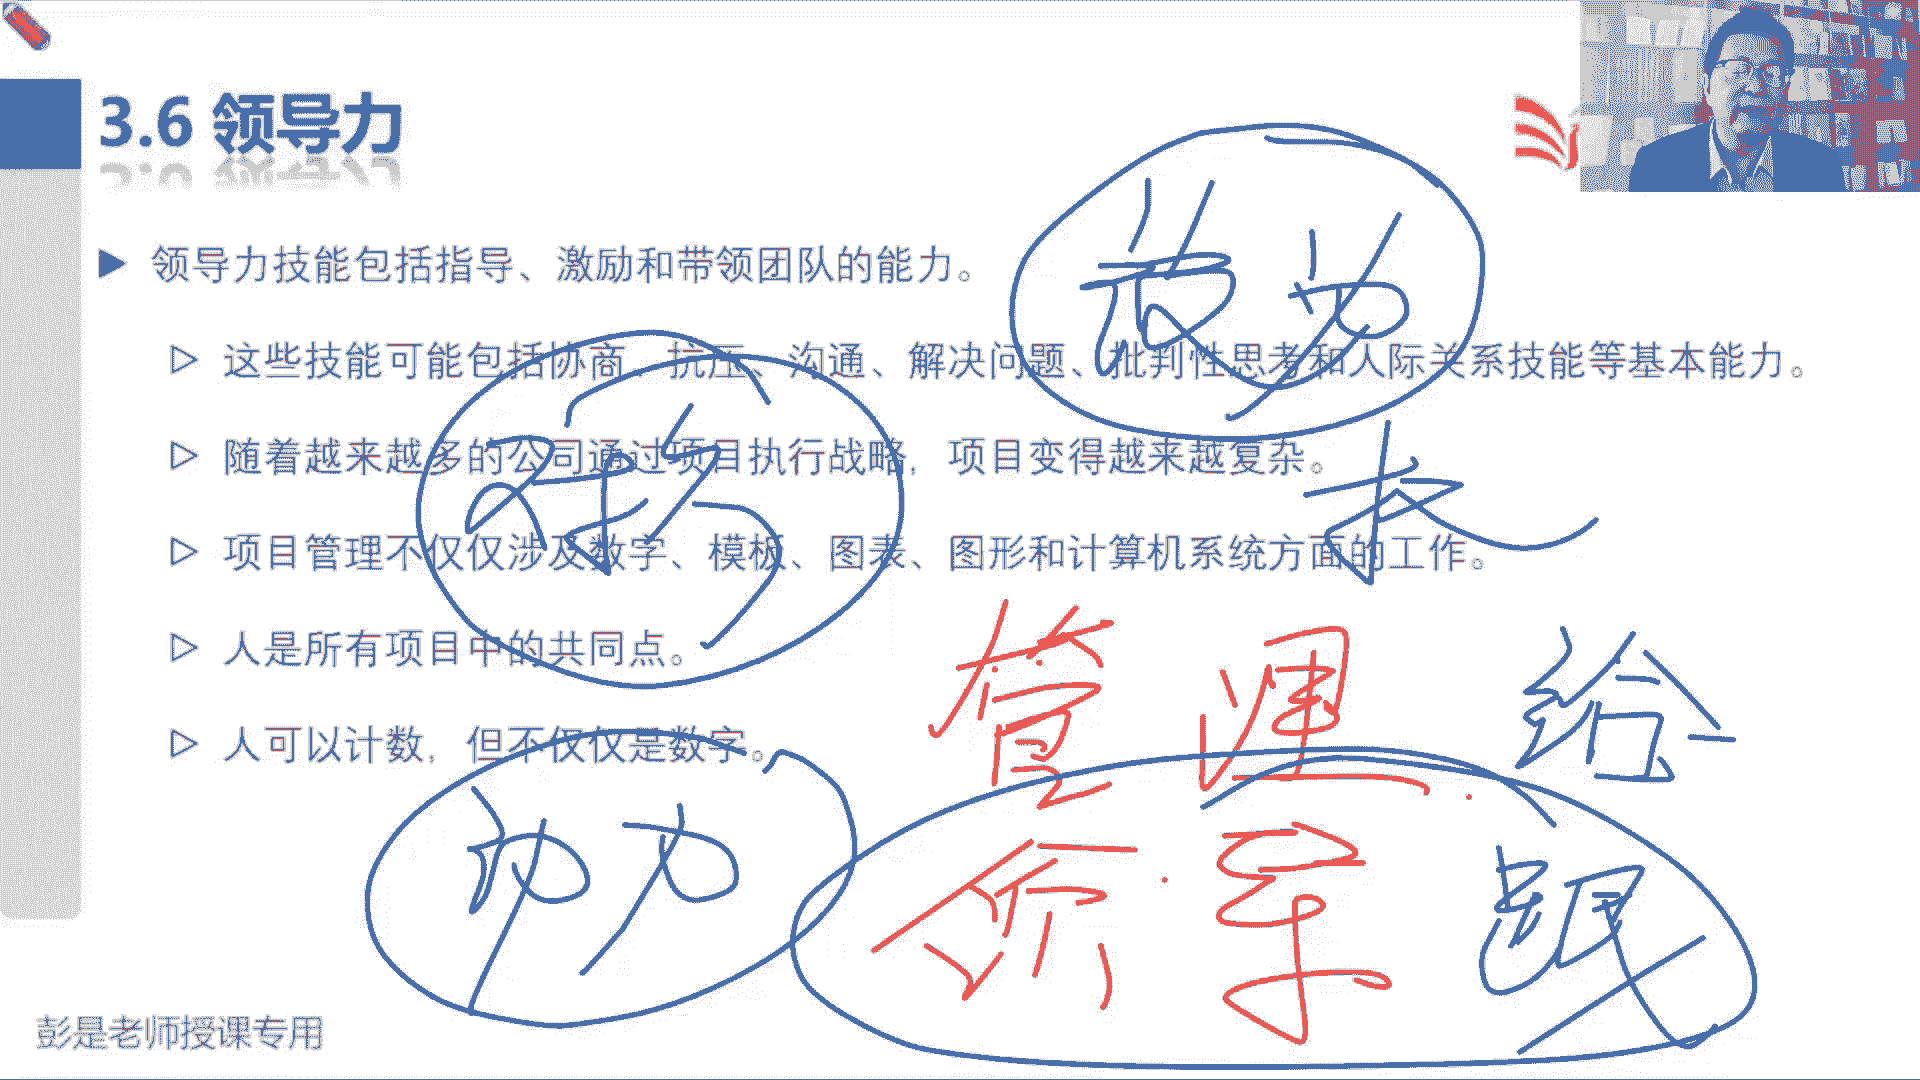 3.6 领导力
领导力技能包括指导、激励和带领团队的能力。
这些技能可能包括协商、抗压、沟通、解决问题、批判性思考和人际关系技能等基本能力。
随着越来越多的公司通过项目执行战略，项目变得越来越复杂。
项目管理不仅仅涉及数字、模板、图表、图形和计算机系统方面的工作。
人是所有项目中的共同点。
人可以计数，但不仅仅是数字。
管理 给
领导 跟
彭是老师授课专用